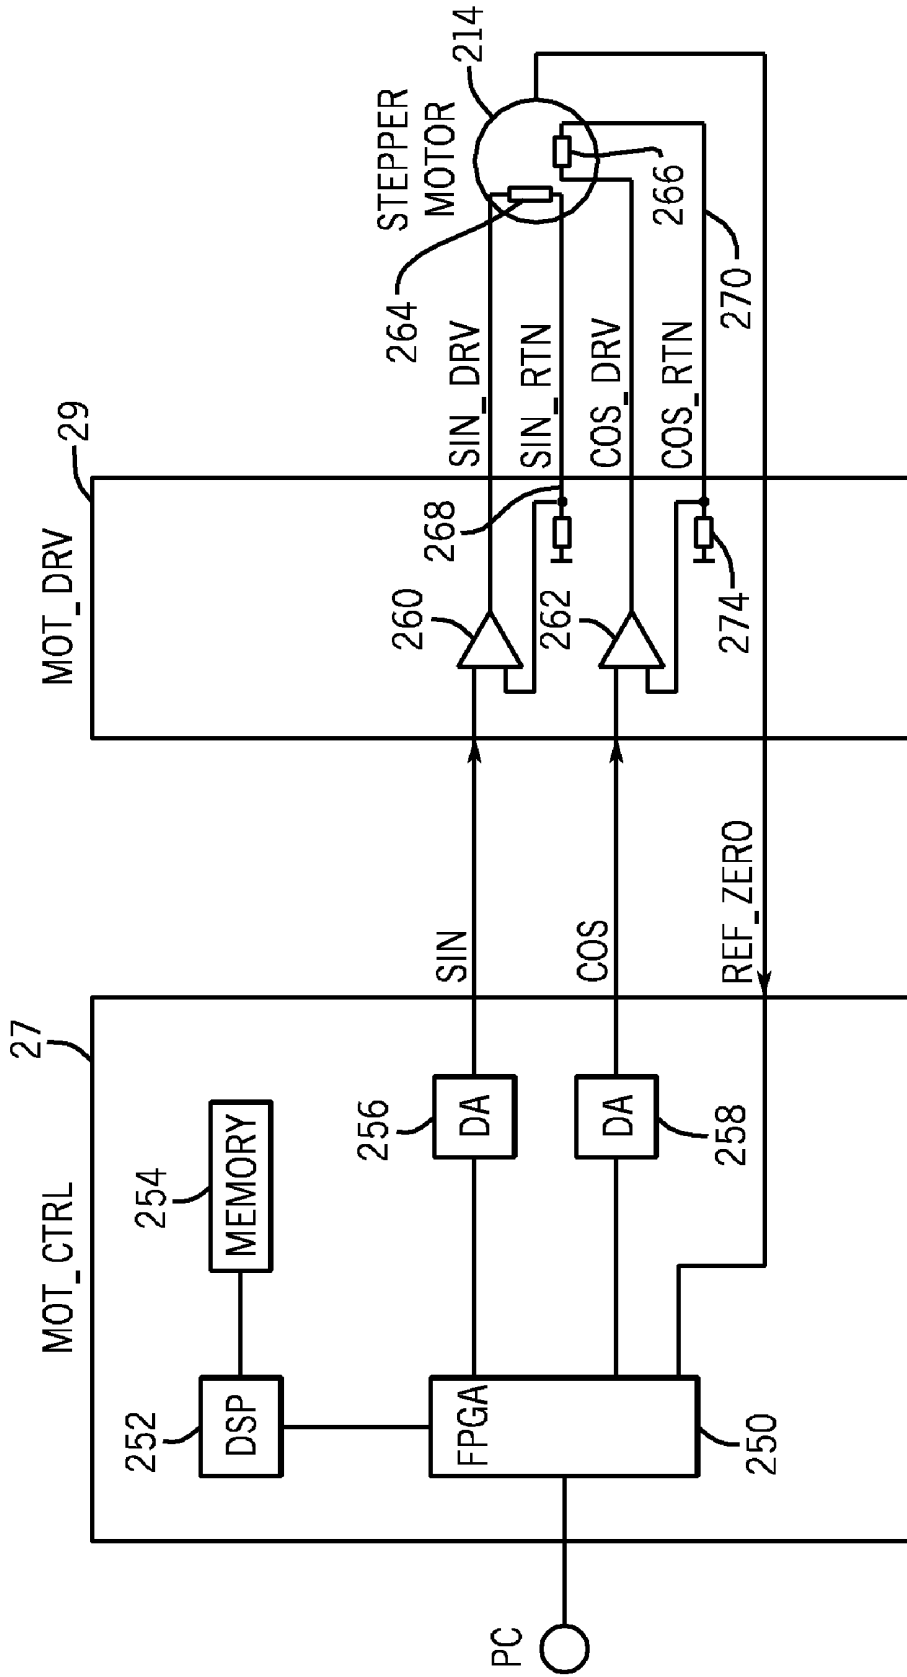 27
MOT_CTRL
252
DSP
254
MEMORY
FPGA
250
PC
256
DA
258
DA
SIN
COS
REF_ZERO
MOT_DRV
29
260
262
268
274
SIN_DRV
SIN_RTN
COS_DRV
COS_RTN
264
266
270
STEPPER
MOTOR
214